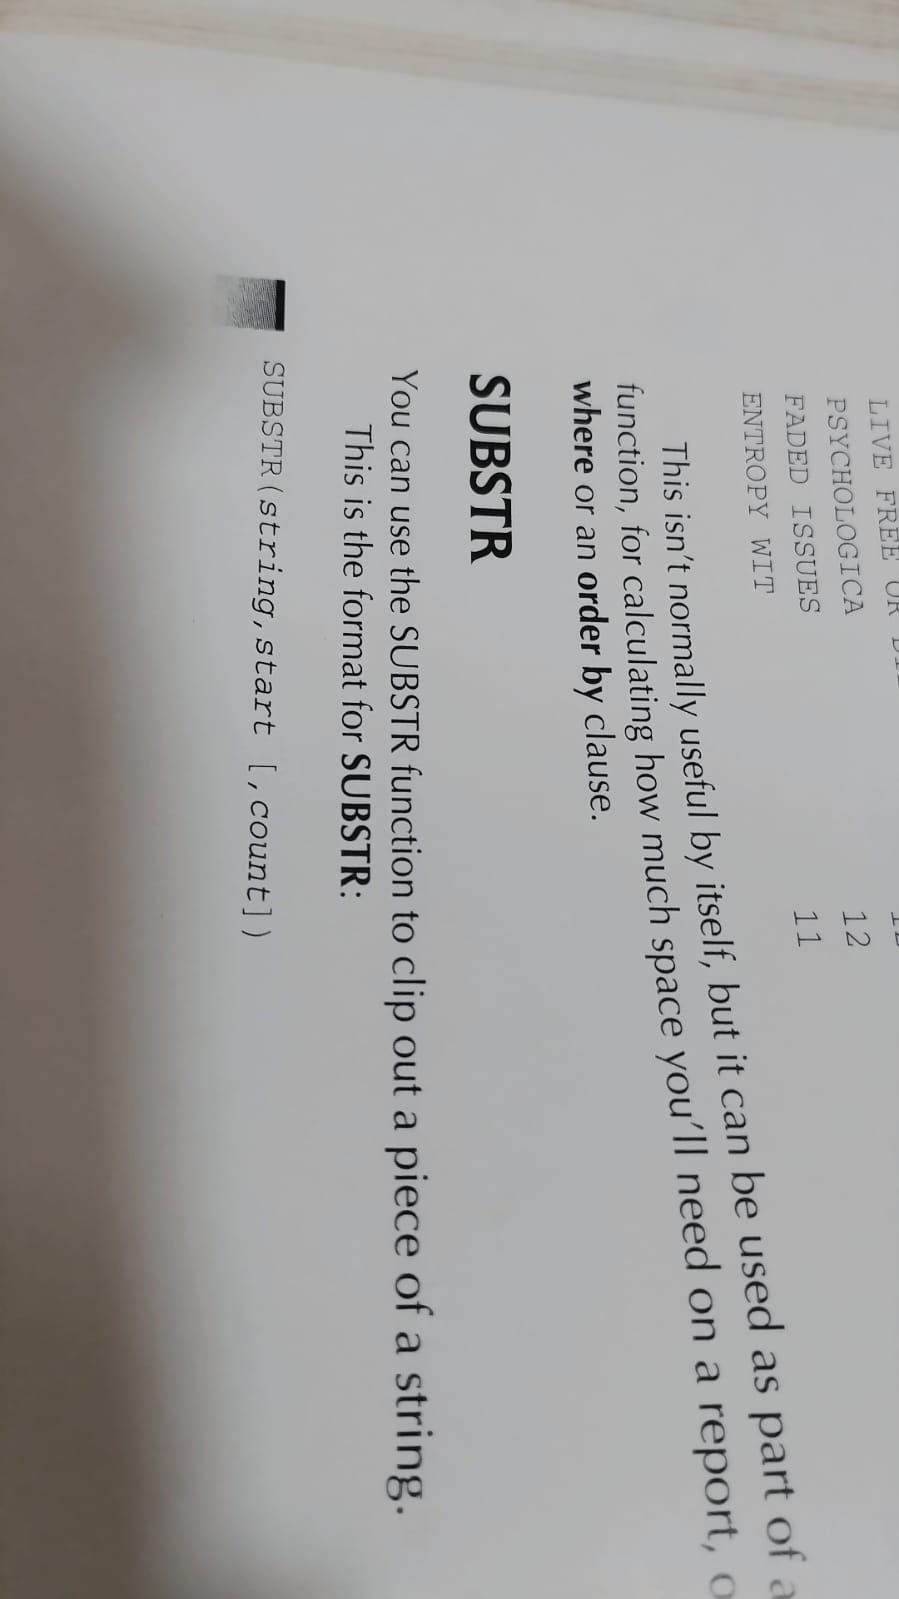 LIVE FREE OR
PSYCHOLOGICA 12
FADED ISSUES 11
ENTROPY WIT
This isn't normally useful by itself, but it can be used as part of a
function, for calculating how much space you'll need on a report,
where or an order by clause.
SUBSTR
You can use the SUBSTR function to clip out a piece of a string.
This is the format for SUBSTR:
SUBSTR(string,start [,count])